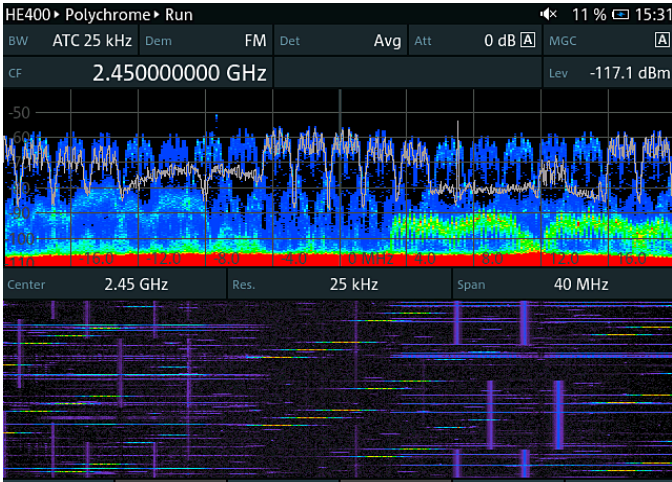 HE400 ▸ Polychrome ▸ Run 11 % 15:31
BW ATC 25 kHz Dem FM Det Avg Att 0 dB A MGC A
CF 2.450000000 GHz Lev -117.1 dBm
-50
-60
-100
-110 -16.0 -12.0 -8.0 -4.0 0 MHz 4.0 8.0 12.0 16.0
Center 2.45 GHz Res. 25 kHz Span 40 MHz